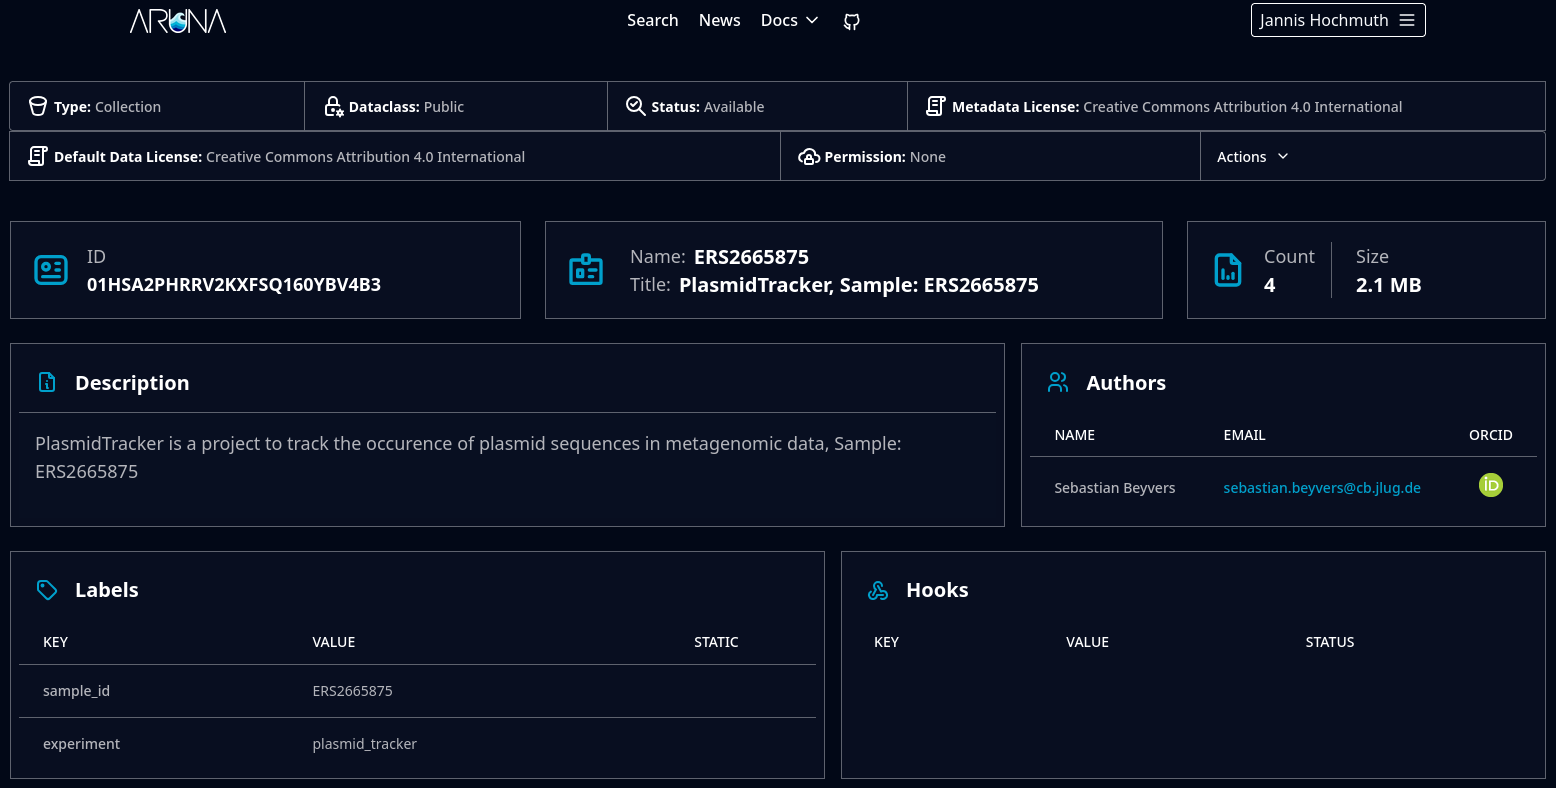 ARUNA
Search News Docs
Jannis Hochmuth
Type: Collection
Dataclass: Public
Status: Available
Metadata License: Creative Commons Attribution 4.0 International
Default Data License: Creative Commons Attribution 4.0 International
Permission: None
Actions
ID
01HSA2PHRRV2KXFSQ160YBV4B3
Name: ERS2665875
Title: PlasmidTracker, Sample: ERS2665875
Count
4
Size
2.1 MB
Description
PlasmidTracker is a project to track the occurence of plasmid sequences in metagenomic data, Sample:
ERS2665875
Authors
NAME EMAIL ORCID
Sebastian Beyvers sebastian.beyvers@cb.jlug.de iD
Labels
KEY VALUE STATIC
sample_id ERS2665875
experiment plasmid_tracker
Hooks
KEY VALUE STATUS